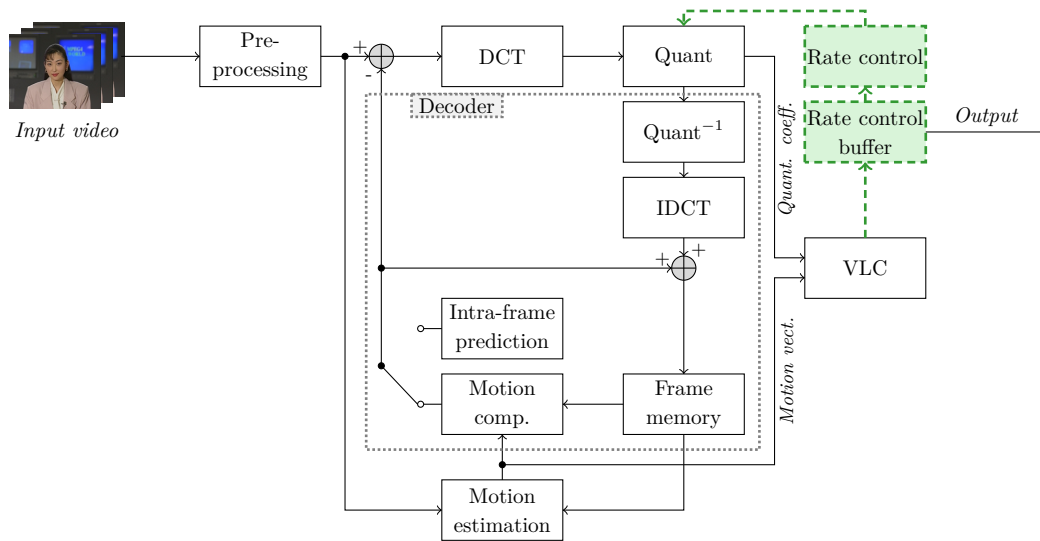 Pre-
processing
+
-
DCT
Quant
Rate control
Input video
Decoder
Quant⁻¹
Quant. coeff.
Rate control
buffer
Output
IDCT
+
+
VLC
Intra-frame
prediction
Motion
comp.
Frame
memory
Motion vect.
Motion
estimation